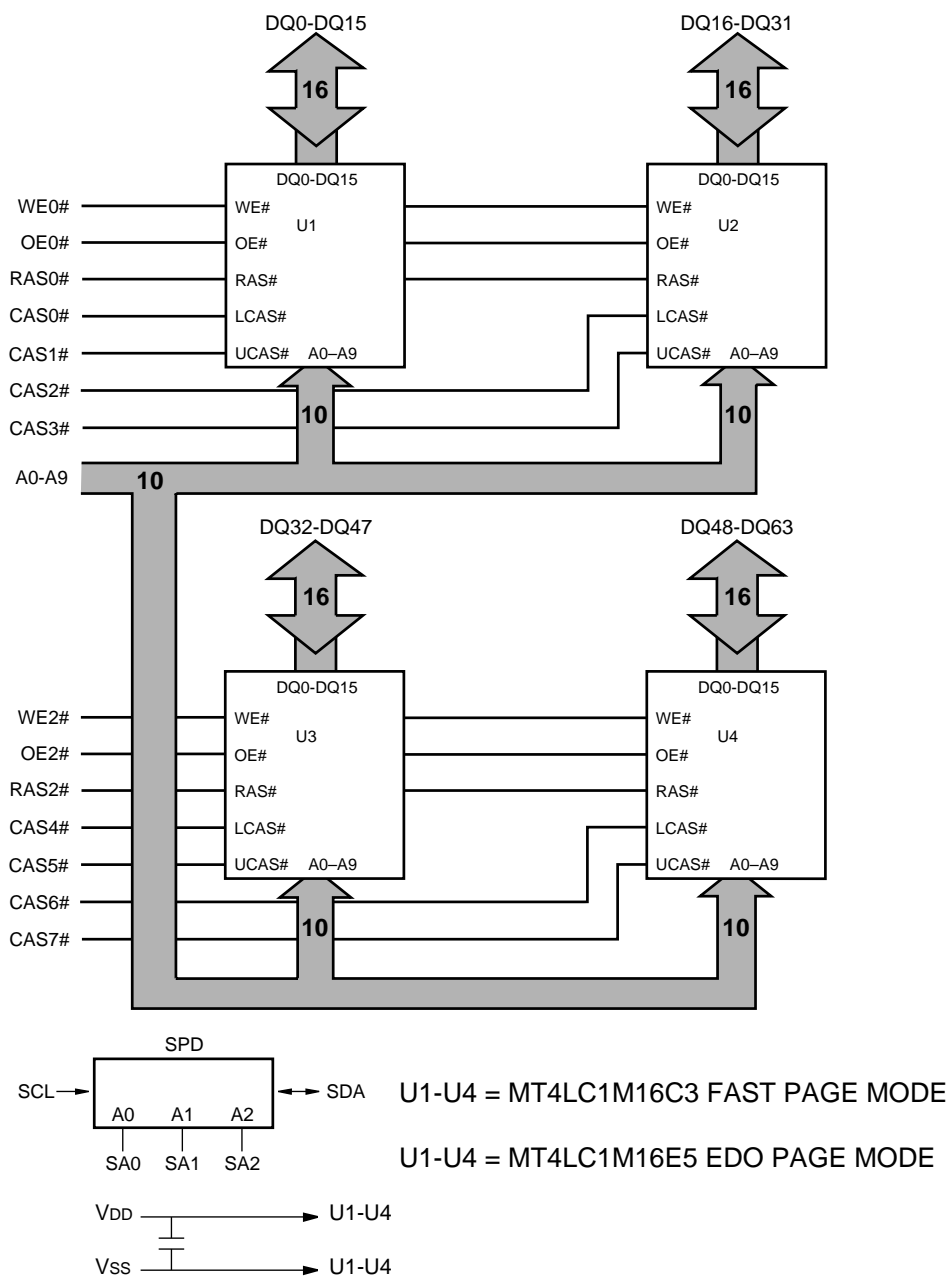 DQ0-DQ15 DQ16-DQ31
16 16
DQ0-DQ15 DQ0-DQ15
WE0# WE# U1 WE# U2
OE0# OE# OE#
RAS0# RAS# RAS#
CAS0# LCAS# LCAS#
CAS1# UCAS# A0–A9 UCAS# A0–A9
CAS2#
10 10
CAS3#
A0-A9 10
DQ32-DQ47 DQ48-DQ63
16 16
DQ0-DQ15 DQ0-DQ15
WE2# WE# U3 WE# U4
OE2# OE# OE#
RAS2# RAS# RAS#
CAS4# LCAS# LCAS#
CAS5# UCAS# A0–A9 UCAS# A0–A9
CAS6#
10 10
CAS7#
SPD
SCL SDA
A0 A1 A2
SA0 SA1 SA2
U1-U4 = MT4LC1M16C3 FAST PAGE MODE
U1-U4 = MT4LC1M16E5 EDO PAGE MODE
VDD U1-U4
VSS U1-U4